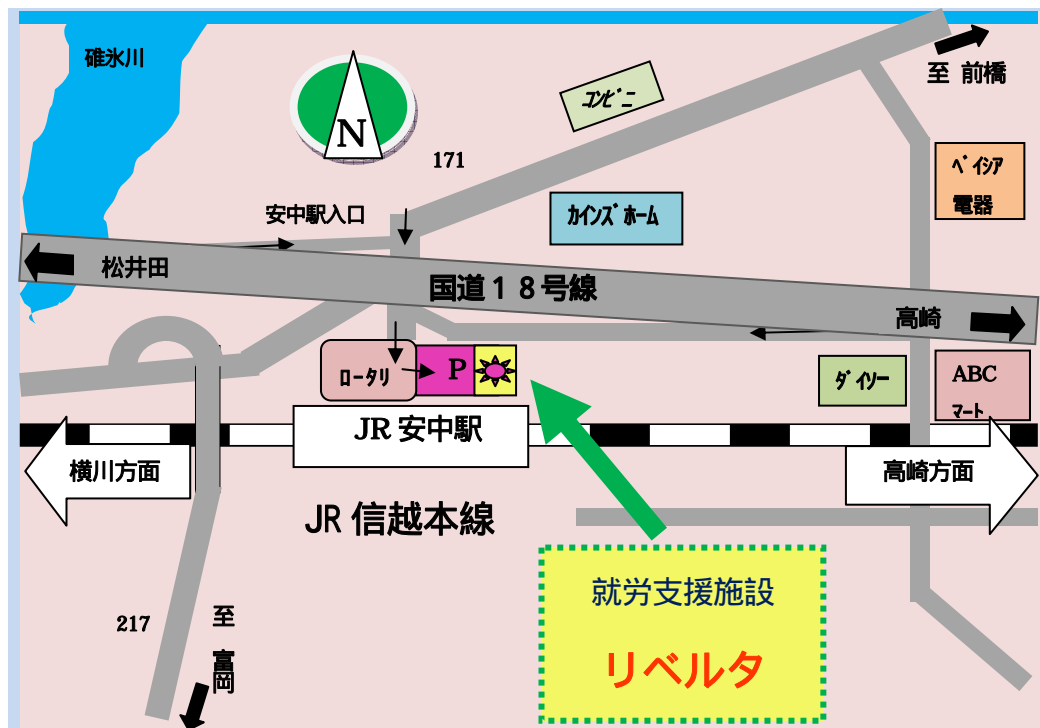 碓氷川
N
171
コンビニ
至 前橋
ベイシア
電器
安中駅入口
カインズホーム
松井田
国道18号線
高崎
ロータリ
P
ダイソー
ABC
マート
JR 安中駅
横川方面
高崎方面
JR 信越本線
217
至
富岡
就労支援施設
リベルタ